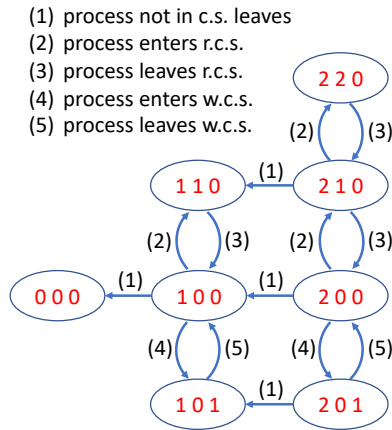 (1) process not in c.s. leaves
(2) process enters r.c.s.
(3) process leaves r.c.s.
(4) process enters w.c.s.
(5) process leaves w.c.s.
2 2 0
(2) (3)
1 1 0 (1) 2 1 0
(2) (3) (2) (3)
0 0 0 (1) 1 0 0 (1) 2 0 0
(4) (5) (4) (5)
1 0 1 (1) 2 0 1